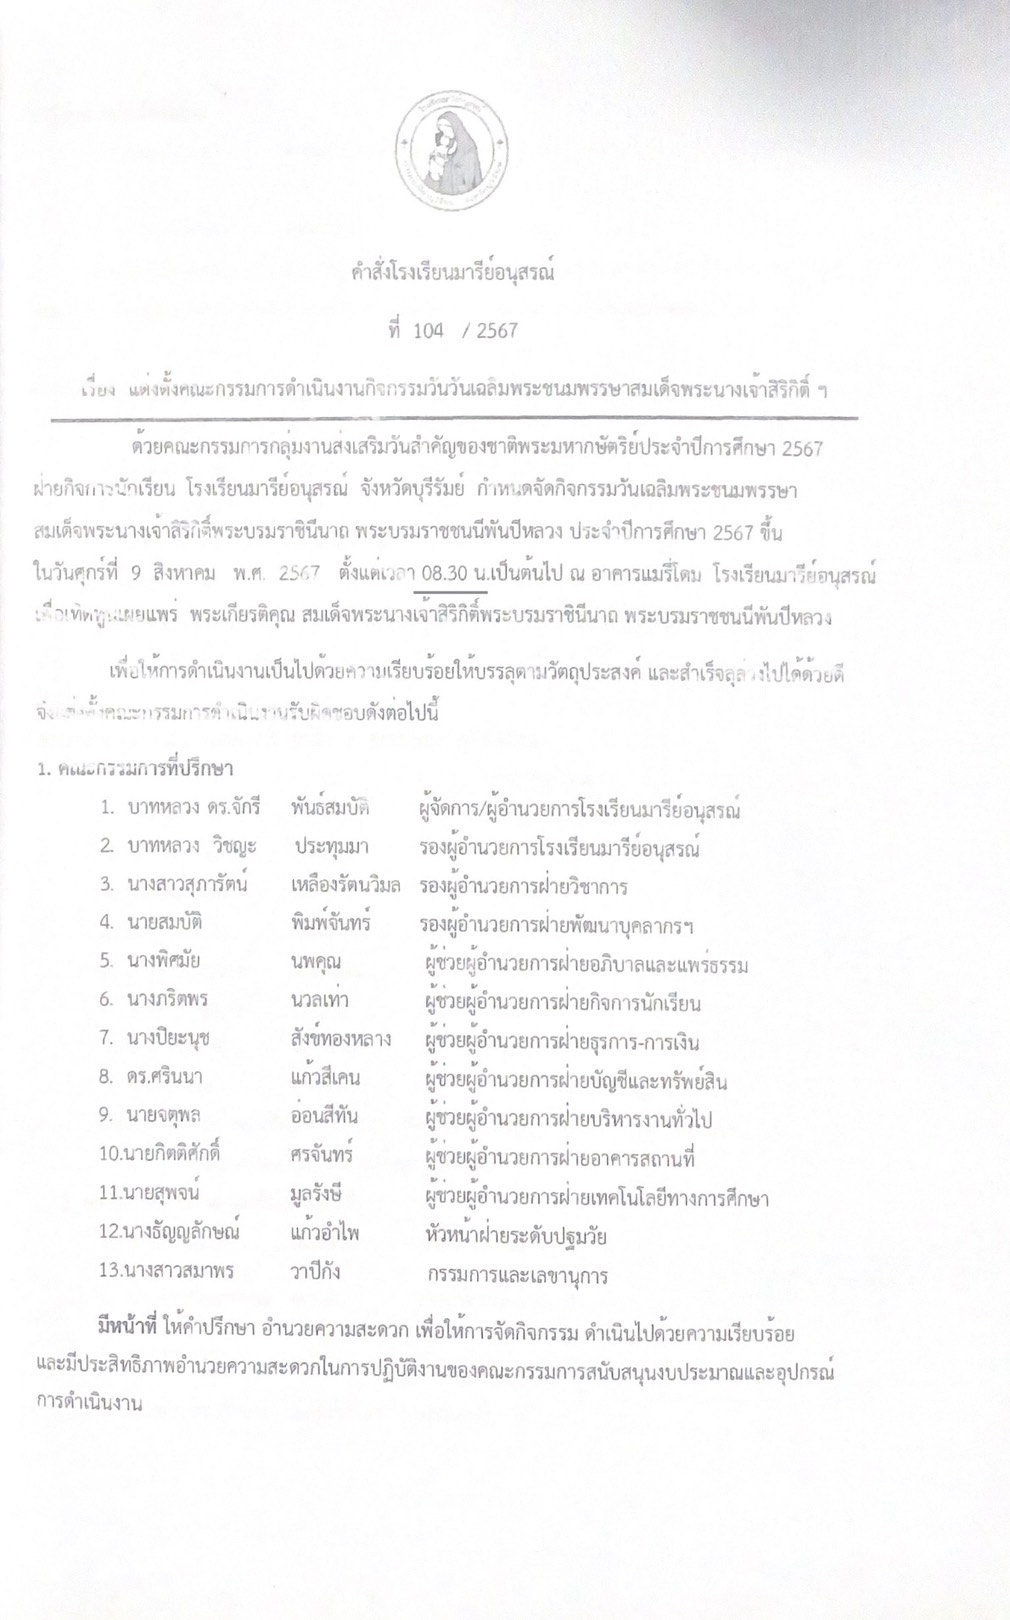 คำสั่งโรงเรียนมารีย์อนุสรณ์
ที่ 104 / 2567
เรื่อง แต่งตั้งคณะกรรมการดำเนินงานกิจกรรมวันวันเฉลิมพระชนมพรรษาสมเด็จพระนางเจ้าสิริกิติ์ ฯ
ด้วยคณะกรรมการกลุ่มงานส่งเสริมวันสำคัญของชาติพระมหากษัตริย์ประจำปีการศึกษา 2567
ฝ่ายกิจการนักเรียน โรงเรียนมารีย์อนุสรณ์ จังหวัดบุรีรัมย์ กำหนดจัดกิจกรรมวันเฉลิมพระชนมพรรษา
สมเด็จพระนางเจ้าสิริกิติ์พระบรมราชินีนาถ พระบรมราชชนนีพันปีหลวง ประจำปีการศึกษา 2567 ขึ้น
ในวันศุกร์ที่ 9 สิงหาคม พ.ศ. 2567 ตั้งแต่เวลา 08.30 น.เป็นต้นไป ณ อาคารแมรี่โดม โรงเรียนมารีย์อนุสรณ์
เพื่อเทิดทูนเผยแพร่ พระเกียรติคุณ สมเด็จพระนางเจ้าสิริกิติ์พระบรมราชินีนาถ พระบรมราชชนนีพันปีหลวง
เพื่อให้การดำเนินงานเป็นไปด้วยความเรียบร้อยให้บรรลุตามวัตถุประสงค์ และสำเร็จลุล่วงไปได้ด้วยดี
จึงแต่งตั้งคณะกรรมการดำเนินงานรับผิดชอบดังต่อไปนี้
1. คณะกรรมการที่ปรึกษา
1. บาทหลวง ดร.จักรี พันธ์สมบัติ ผู้จัดการ/ผู้อำนวยการโรงเรียนมารีย์อนุสรณ์
2. บาทหลวง วิชญะ ประทุมมา รองผู้อำนวยการโรงเรียนมารีย์อนุสรณ์
3. นางสาวสุภารัตน์ เหลืองรัตนวิมล รองผู้อำนวยการฝ่ายวิชาการ
4. นายสมบัติ พิมพ์จันทร์ รองผู้อำนวยการฝ่ายพัฒนาบุคลากรฯ
5. นางพิศมัย นพคุณ ผู้ช่วยผู้อำนวยการฝ่ายอภิบาลและแพร่ธรรม
6. นางภริตพร นวลเท่า ผู้ช่วยผู้อำนวยการฝ่ายกิจการนักเรียน
7. นางปิยะนุช สังข์ทองหลาง ผู้ช่วยผู้อำนวยการฝ่ายธุรการ-การเงิน
8. ดร.ศรินนา แก้วสีเคน ผู้ช่วยผู้อำนวยการฝ่ายบัญชีและทรัพย์สิน
9. นายจตุพล อ่อนสีทัน ผู้ช่วยผู้อำนวยการฝ่ายบริหารงานทั่วไป
10.นายกิตติศักดิ์ ศรจันทร์ ผู้ช่วยผู้อำนวยการฝ่ายอาคารสถานที่
11.นายสุพจน์ มูลรังษี ผู้ช่วยผู้อำนวยการฝ่ายเทคโนโลยีทางการศึกษา
12.นางธัญญลักษณ์ แก้วอำไพ หัวหน้าฝ่ายระดับปฐมวัย
13.นางสาวสมาพร วาปีกัง กรรมการและเลขานุการ
มีหน้าที่ ให้คำปรึกษา อำนวยความสะดวก เพื่อให้การจัดกิจกรรม ดำเนินไปด้วยความเรียบร้อย
และมีประสิทธิภาพอำนวยความสะดวกในการปฏิบัติงานของคณะกรรมการสนับสนุนงบประมาณและอุปกรณ์
การดำเนินงาน